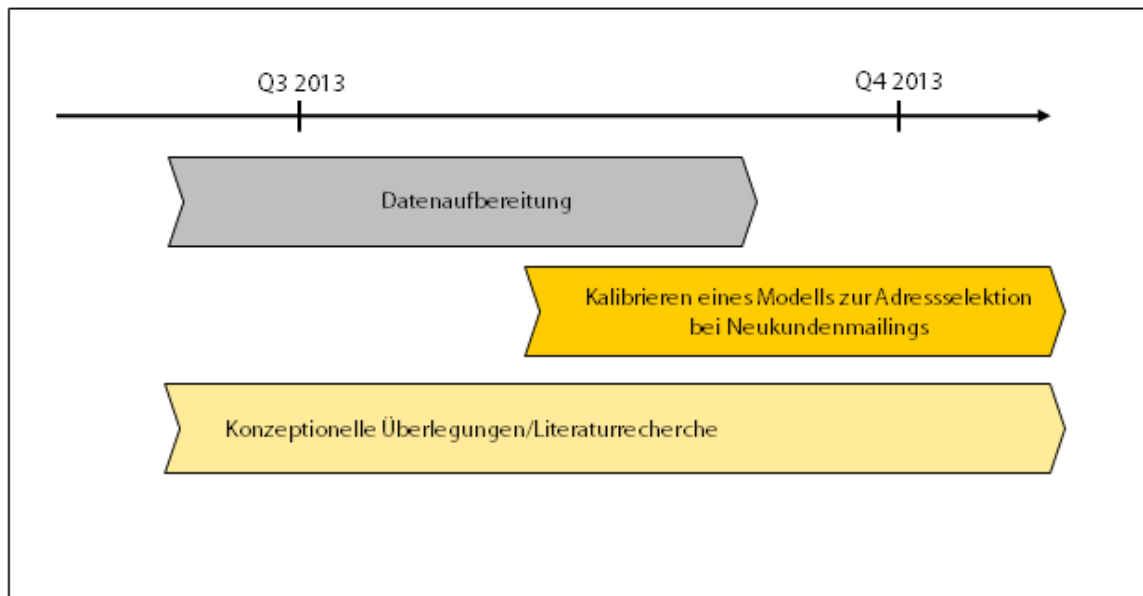 Q3 2013
Q4 2013
Datenaufbereitung
Kalibrieren eines Modells zur Adressselektion
bei Neukundenmailings
Konzeptionelle Überlegungen/Literaturrecherche